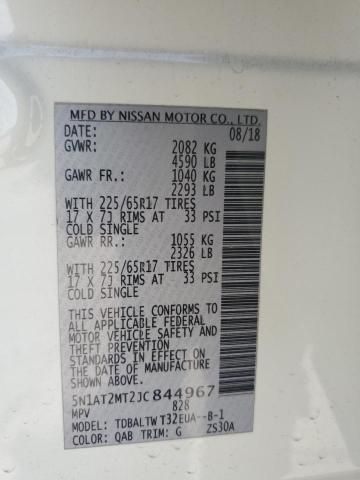 MFD BY NISSAN MOTOR CO., LTD.
DATE: 08/18
GVWR: 2082 KG
4590 LB
GAWR FR.: 1040 KG
2293 LB
WITH 225/65R17 TIRES
17 X 7J RIMS AT 33 PSI
COLD SINGLE
GAWR RR.: 1055 KG
2326 LB
WITH 225/65R17 TIRES
17 X 7J RIMS AT 33 PSI
COLD SINGLE
THIS VEHICLE CONFORMS TO
ALL APPLICABLE FEDERAL
MOTOR VEHICLE SAFETY AND
THEFT PREVENTION
STANDARDS IN EFFECT ON
THE DATE OF MANUFACTURE
SHOWN ABOVE.
5N1AT2MT2JC844967
MPV 828
MODEL: TDBALTWT32EUA--B-1
COLOR: QAB TRIM: G ZS30A